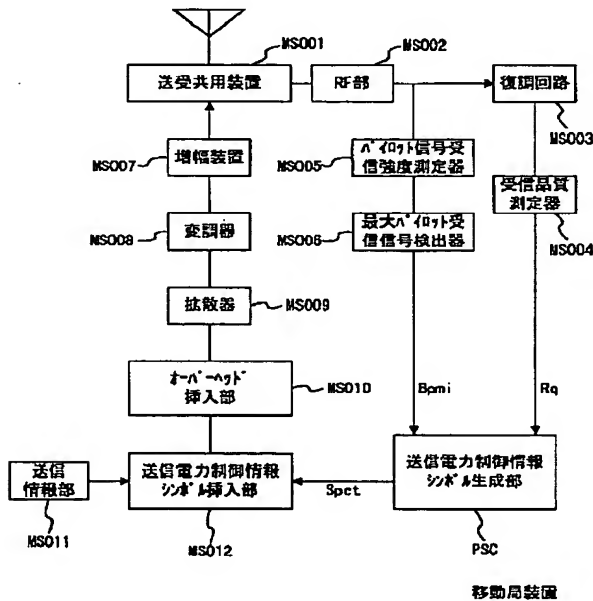 MS001
MS002
送受共用装置
RF部
復調回路
MS003
MS007
増幅装置
MS005
ﾊﾟｲﾛｯﾄ信号受
信強度測定器
受信品質
測定器
MS004
MS008
変調器
MS006
最大ﾊﾟｲﾛｯﾄ受
信信号検出器
拡散器
MS009
ｵｰﾊﾞｰﾍｯﾄﾞ
挿入部
MS010
Bpmi
Rq
送信
情報部
MS011
送信電力制御情報
ｼﾝﾎﾞﾙ挿入部
MS012
Spct
送信電力制御情報
ｼﾝﾎﾞﾙ生成部
PSC
移動局装置